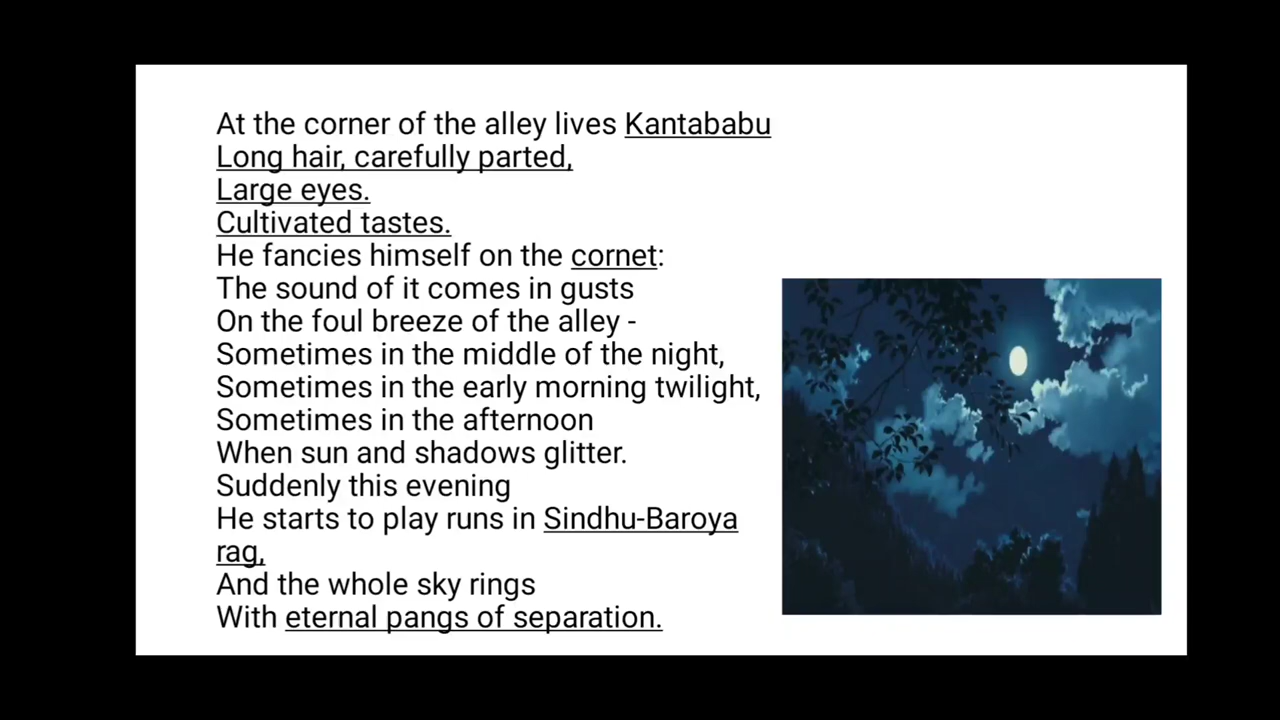 At the corner of the alley lives Kantababu
Long hair, carefully parted,
Large eyes.
Cultivated tastes.
He fancies himself on the cornet:
The sound of it comes in gusts
On the foul breeze of the alley -
Sometimes in the middle of the night,
Sometimes in the early morning twilight,
Sometimes in the afternoon
When sun and shadows glitter.
Suddenly this evening
He starts to play runs in Sindhu-Baroya
rag,
And the whole sky rings
With eternal pangs of separation.